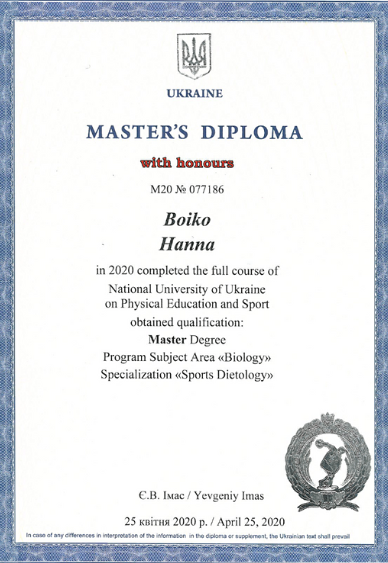 UKRAINE
MASTER'S DIPLOMA
with honours
M20 № 077186
Boiko
Hanna
in 2020 completed the full course of
National University of Ukraine
on Physical Education and Sport
obtained qualification:
Master Degree
Program Subject Area «Biology»
Specialization «Sports Dietology»
Є.В. Імас / Yevgeniy Imas
25 квітня 2020 р. / April 25, 2020
In case of any differences in interpretation of the information in the diploma or supplement, the Ukrainian text shall prevail